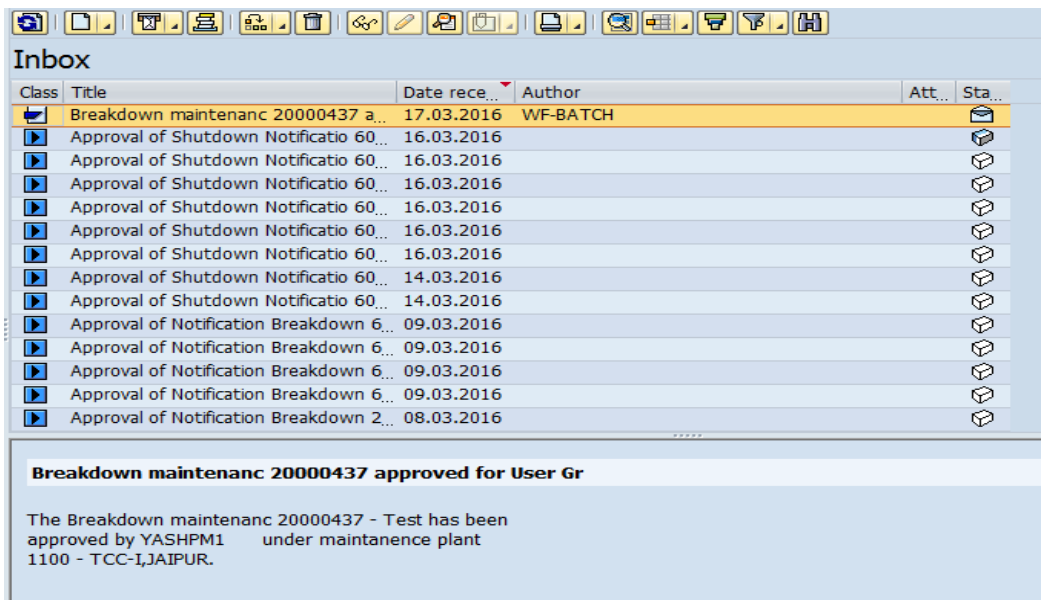 Inbox
Class Title Date rece... Author Att... Sta...
Breakdown maintenanc 20000437 a... 17.03.2016 WF-BATCH
Approval of Shutdown Notificatio 60... 16.03.2016
Approval of Shutdown Notificatio 60... 16.03.2016
Approval of Shutdown Notificatio 60... 16.03.2016
Approval of Shutdown Notificatio 60... 16.03.2016
Approval of Shutdown Notificatio 60... 16.03.2016
Approval of Shutdown Notificatio 60... 16.03.2016
Approval of Shutdown Notificatio 60... 14.03.2016
Approval of Shutdown Notificatio 60... 14.03.2016
Approval of Notification Breakdown 6... 09.03.2016
Approval of Notification Breakdown 6... 09.03.2016
Approval of Notification Breakdown 6... 09.03.2016
Approval of Notification Breakdown 6... 09.03.2016
Approval of Notification Breakdown 2... 08.03.2016
Breakdown maintenanc 20000437 approved for User Gr
The Breakdown maintenanc 20000437 - Test has been
approved by YASHPM1 under maintanence plant
1100 - TCC-I,JAIPUR.